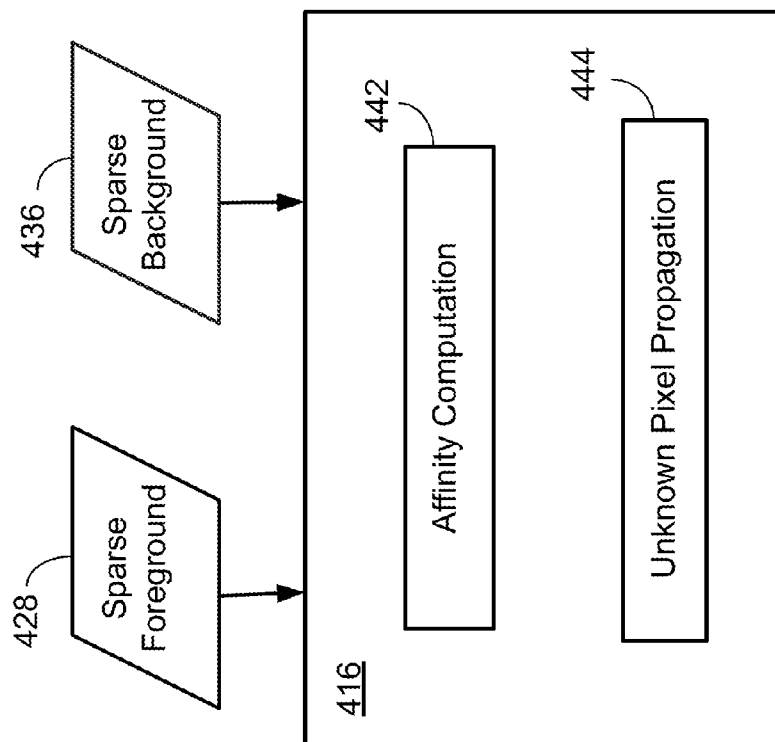 428
436
Sparse
Foreground
Sparse
Background
416
442
Affinity Computation
444
Unknown Pixel Propagation